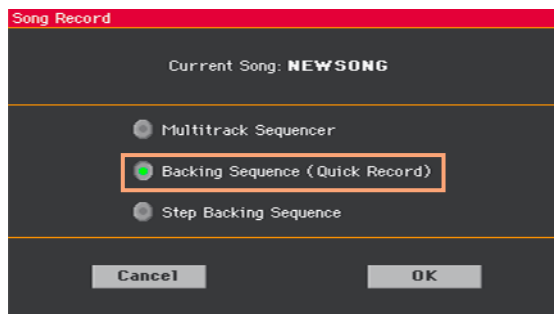 Song Record
Current Song: NEWSONG
Multitrack Sequencer
Backing Sequence (Quick Record)
Step Backing Sequence
Cancel OK